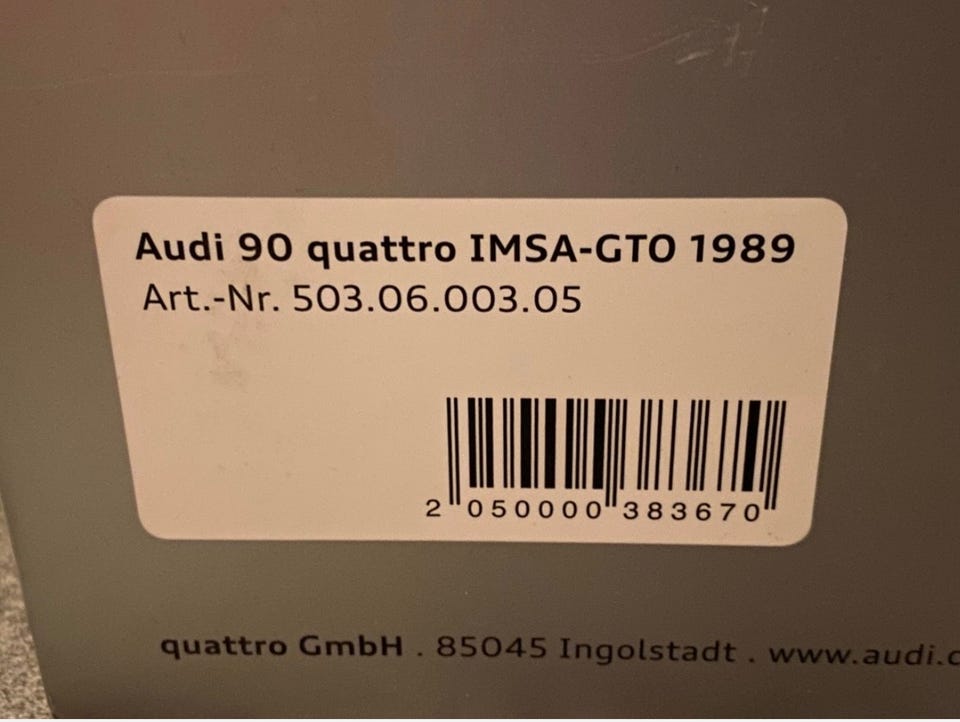 Audi 90 quattro IMSA-GTO 1989
Art.-Nr. 503.06.003.05
2 050000 383670
quattro GmbH . 85045 Ingolstadt . www.audi.